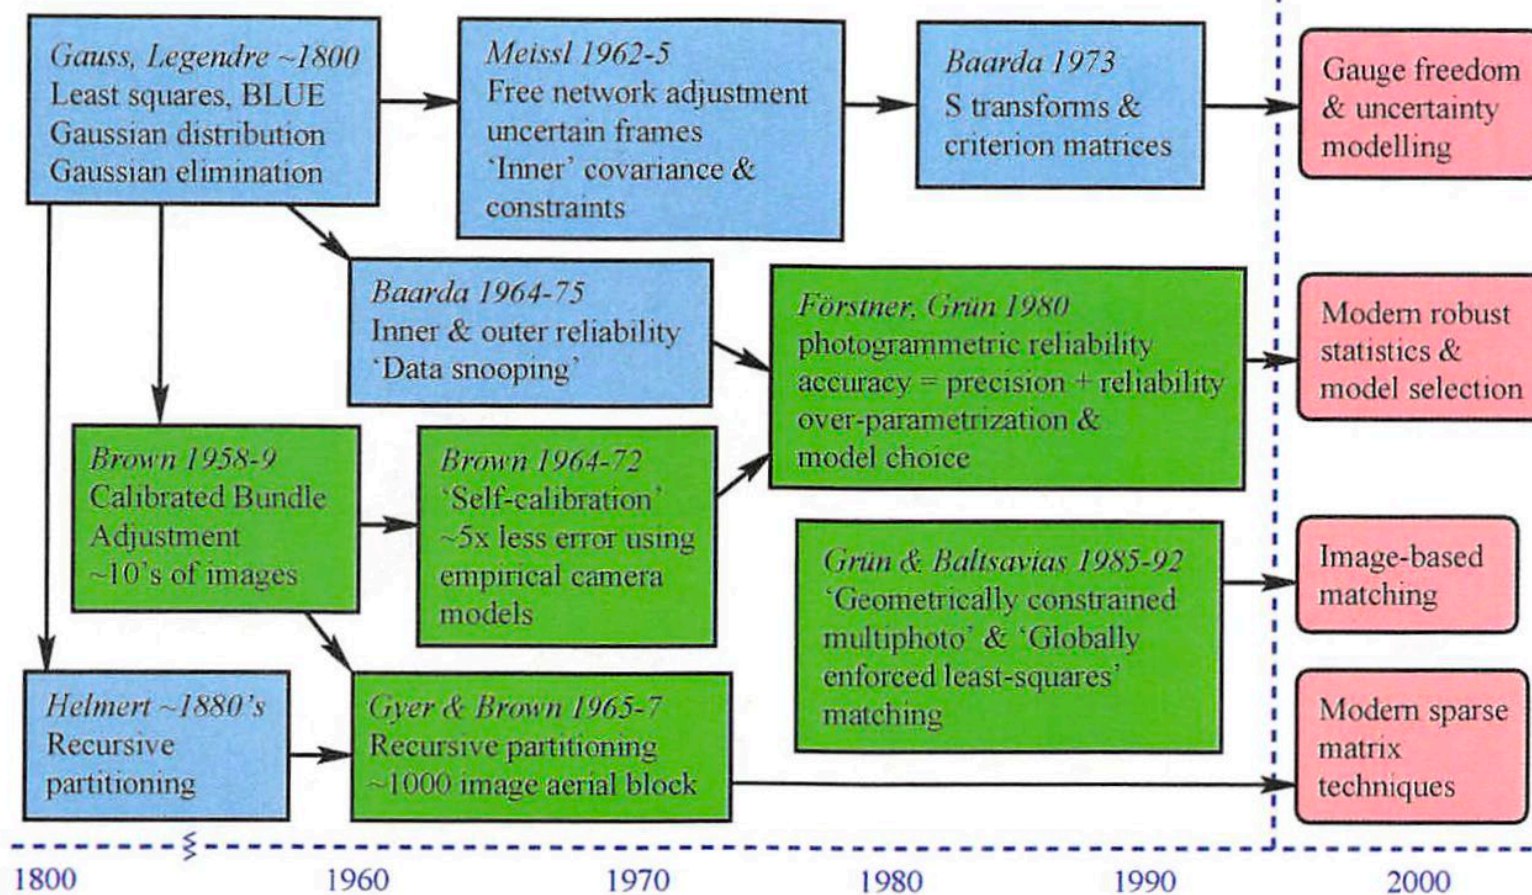 Gauss, Legendre ~1800
Least squares, BLUE
Gaussian distribution
Gaussian elimination
Meissl 1962-5
Free network adjustment
uncertain frames
‘Inner’ covariance &
constraints
Baarda 1973
S transforms &
criterion matrices
Gauge freedom
& uncertainty
modelling
Baarda 1964-75
Inner & outer reliability
‘Data snooping’
Förstner, Grün 1980
photogrammetric reliability
accuracy = precision + reliability
over-parametrization &
model choice
Modern robust
statistics &
model selection
Brown 1958-9
Calibrated Bundle
Adjustment
~10’s of images
Brown 1964-72
‘Self-calibration’
~5x less error using
empirical camera
models
Grün & Baltsavias 1985-92
‘Geometrically constrained
multiphoto’ & ‘Globally
enforced least-squares’
matching
Image-based
matching
Helmert ~1880’s
Recursive
partitioning
Gyer & Brown 1965-7
Recursive partitioning
~1000 image aerial block
Modern sparse
matrix
techniques
1800 1960 1970 1980 1990 2000